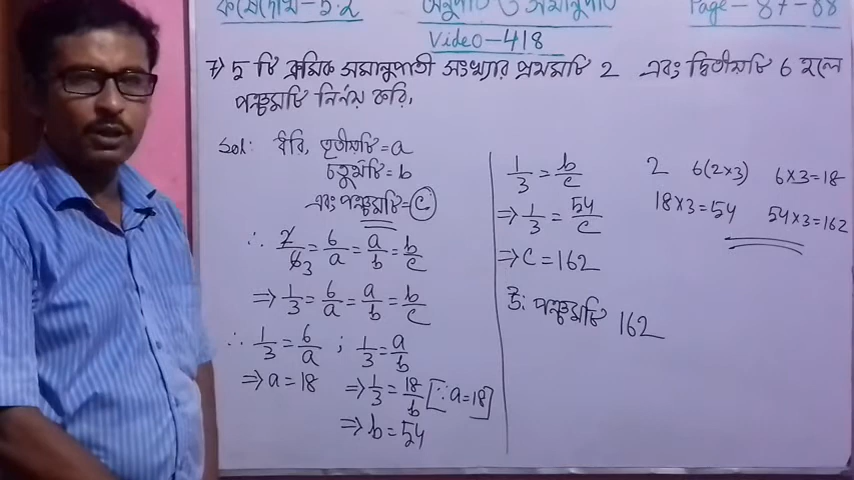 কষে দেখি-5.2 অনুপাত ও সমানুপাত Page-87-88
Video-418
7> ৫ টি ক্রমিক সমানুপাতী সংখ্যার প্রথমটি 2 এবং দ্বিতীয়টি 6 হলে
পঞ্চমটি নির্ণয় করি,
Sol: ধরি, তৃতীয়টি=a
চতুর্থটি=b
এবং পঞ্চমটি=c
∴ 2/6 3=6/a=a/b=b/c
⇒ 1/3=6/a=a/b=b/c
∴ 1/3=6/a ; 1/3=a/b
⇒a=18 ⇒1/3=18/b [∵a=18]
⇒ b=54
1/3=b/c
⇒1/3=54/c
⇒c=162
উ: পঞ্চমটি 162
2 6(2×3) 6×3=18
18×3=54 54×3=162